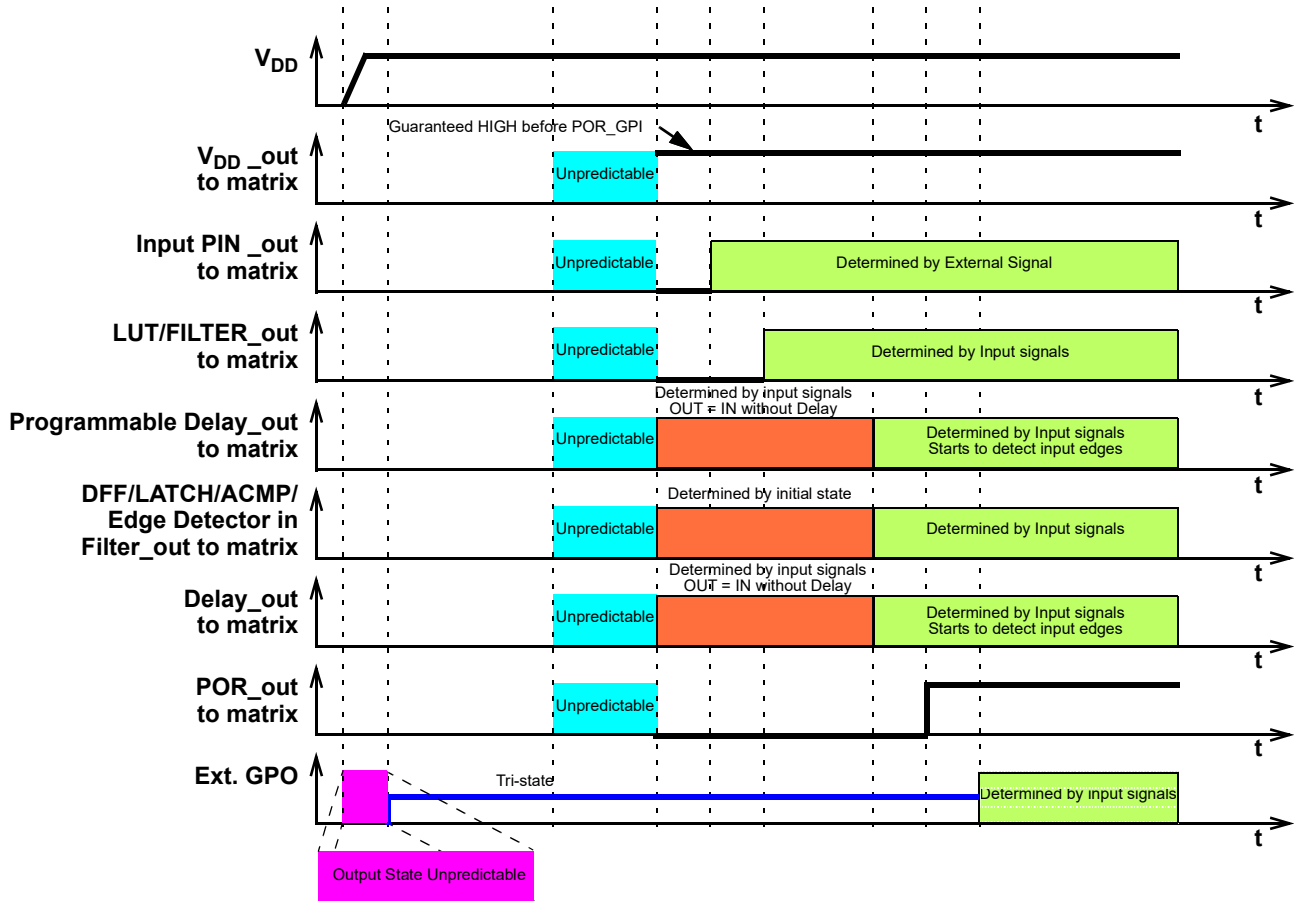 VDD
t
Guaranteed HIGH before POR_GPI
VDD _out
to matrix
Unpredictable
t
Input PIN _out
to matrix
Unpredictable
Determined by External Signal
t
LUT/FILTER_out
to matrix
Unpredictable
Determined by Input signals
t
Determined by input signals
OUT = IN without Delay
Programmable Delay_out
to matrix
Unpredictable
Determined by Input signals
Starts to detect input edges
t
DFF/LATCH/ACMP/
Edge Detector in
Filter_out to matrix
Determined by initial state
Unpredictable
Determined by Input signals
t
Determined by input signals
OUT = IN without Delay
Delay_out
to matrix
Unpredictable
Determined by Input signals
Starts to detect input edges
t
POR_out
to matrix
Unpredictable
t
Ext. GPO
Tri-state
Determined by input signals
t
Output State Unpredictable